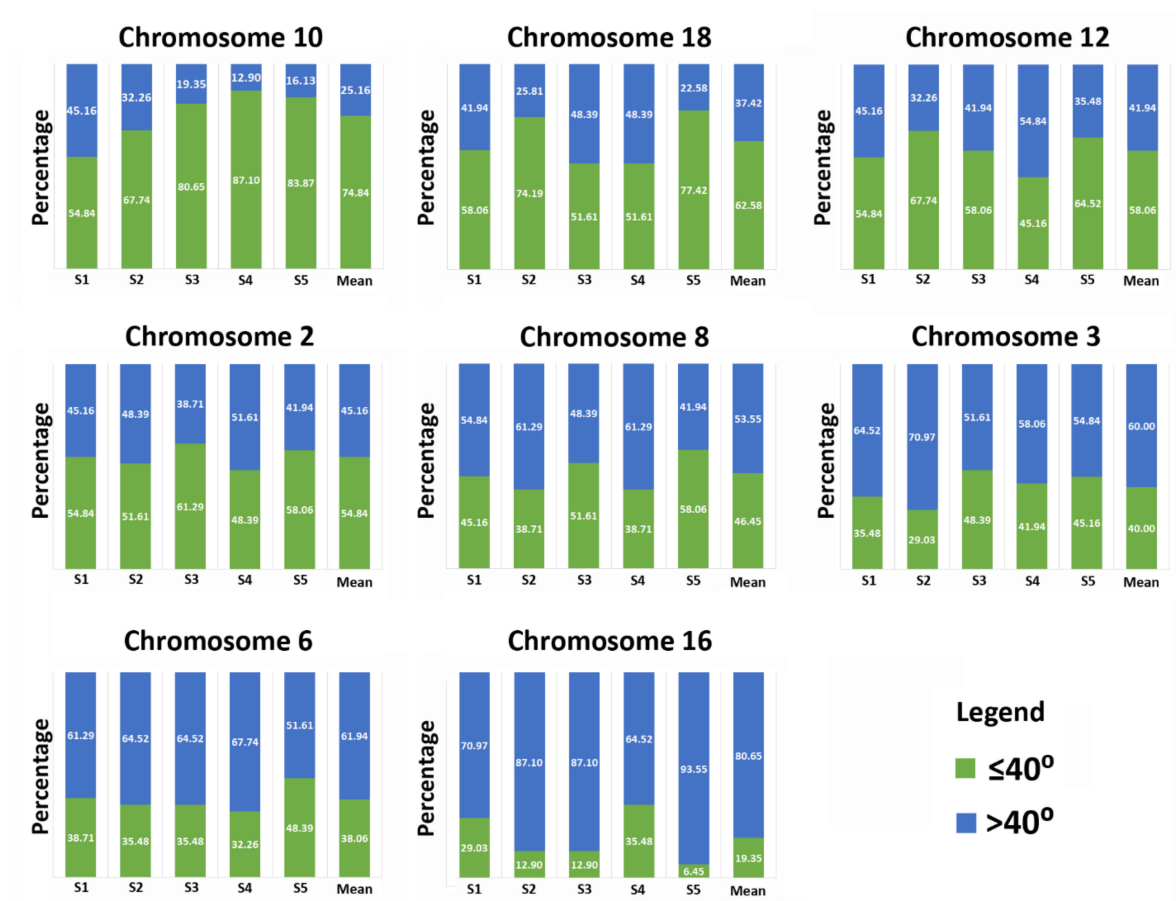 Chromosome 10
Percentage
45.16 32.26 19.35 12.90 16.13 25.16
54.84 67.74 80.65 87.10 83.87 74.84
S1 S2 S3 S4 S5 Mean
Chromosome 18
Percentage
41.94 25.81 48.39 48.39 22.58 37.42
58.06 74.19 51.61 51.61 77.42 62.58
S1 S2 S3 S4 S5 Mean
Chromosome 12
Percentage
45.16 32.26 41.94 54.84 35.48 41.94
54.84 67.74 58.06 45.16 64.52 58.06
S1 S2 S3 S4 S5 Mean
Chromosome 2
Percentage
45.16 48.39 38.71 51.61 41.94 45.16
54.84 51.61 61.29 48.39 58.06 54.84
S1 S2 S3 S4 S5 Mean
Chromosome 8
Percentage
54.84 61.29 48.39 61.29 41.94 53.55
45.16 38.71 51.61 38.71 58.06 46.45
S1 S2 S3 S4 S5 Mean
Chromosome 3
Percentage
64.52 70.97 51.61 58.06 54.84 60.00
35.48 29.03 48.39 41.94 45.16 40.00
S1 S2 S3 S4 S5 Mean
Chromosome 6
Percentage
61.29 64.52 64.52 67.74 51.61 61.94
38.71 35.48 35.48 32.26 48.39 38.06
S1 S2 S3 S4 S5 Mean
Chromosome 16
Percentage
70.97 87.10 87.10 64.52 93.55 80.65
29.03 12.90 12.90 35.48 6.45 19.35
S1 S2 S3 S4 S5 Mean
Legend
≤40º
>40º